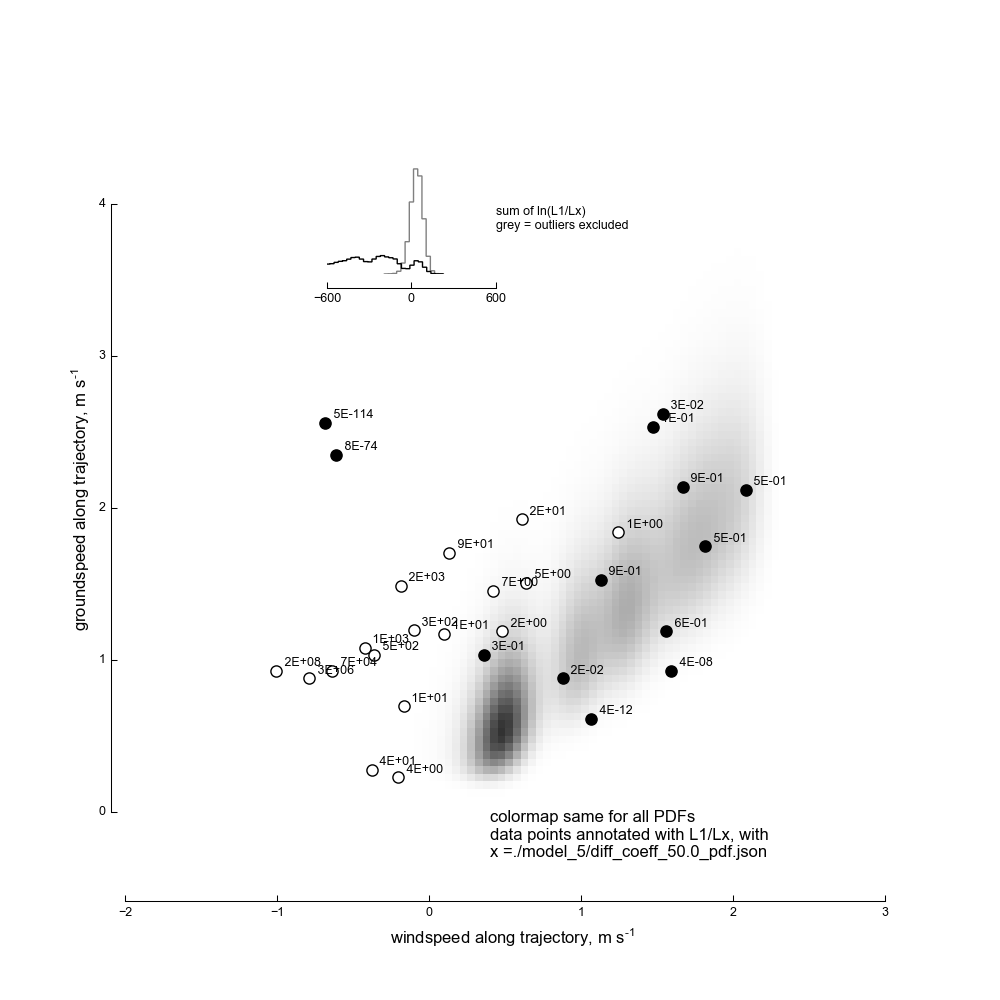 sum of ln(L1/Lx)
grey = outliers excluded
−600 0 600
4
3
2
1
0
groundspeed along trajectory, m s-1
5E-114
8E-74
3E-02
E-01
9E-01
5E-01
2E+01
1E+00
5E-01
9E+01
2E+03
7E+00
5E+00
9E-01
3E+02
E+01
2E+00
6E-01
1E+03
5E+02
3E-01
2E+08
3E+06
7E+04
2E-02
4E-08
1E+01
4E-12
4E+01
4E+00
colormap same for all PDFs
data points annotated with L1/Lx, with
x =./model_5/diff_coeff_50.0_pdf.json
−2 −1 0 1 2 3
windspeed along trajectory, m s-1